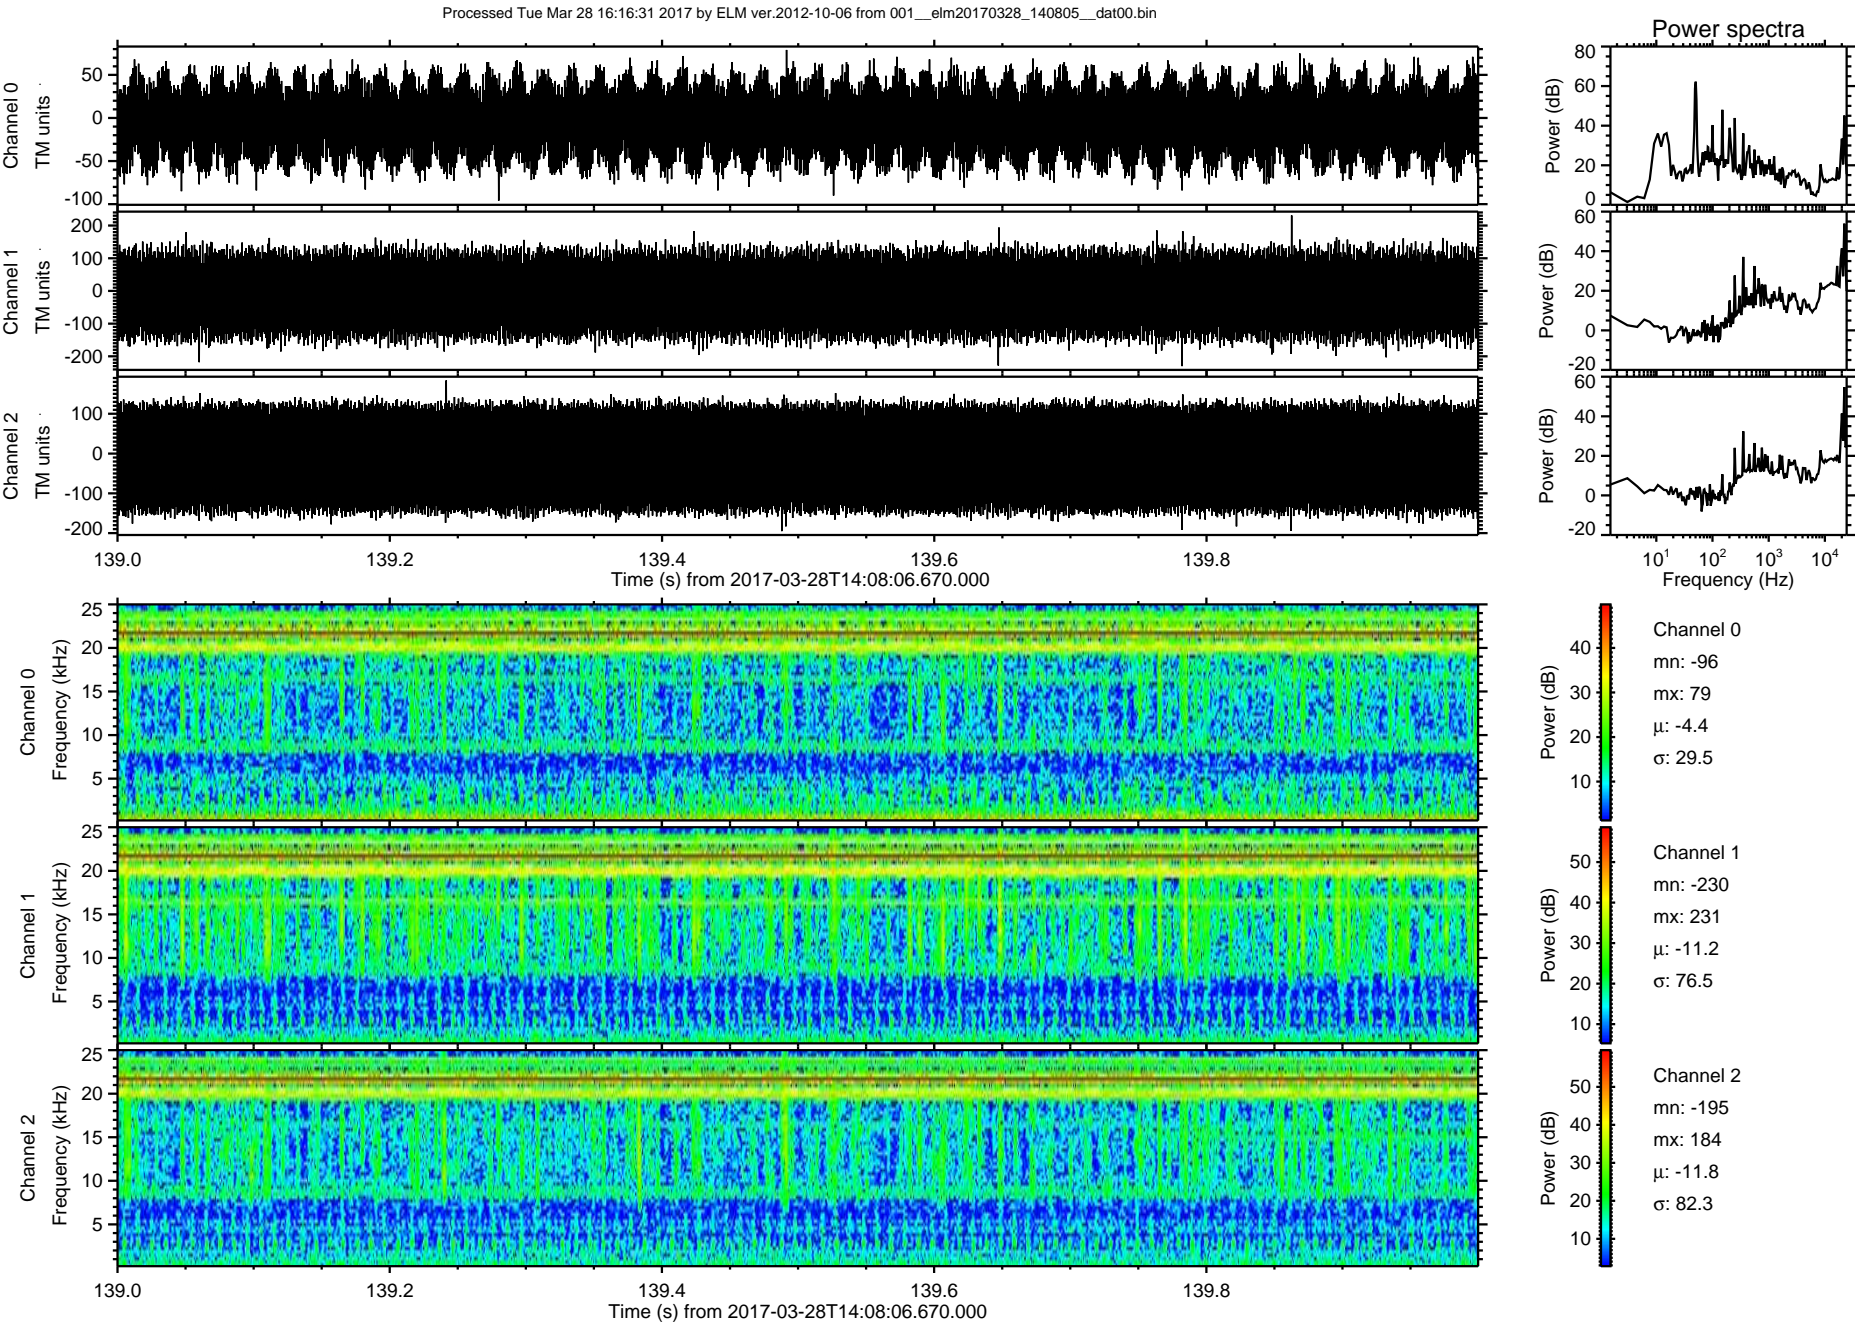 Processed Tue Mar 28 16:16:31 2017 by ELM ver.2012-10-06 from 001__elm20170328_140805__dat00.bin
Power spectra
Channel 0
TM units
50
0
-50
-100
Power (dB)
80
60
40
20
0
Channel 1
TM units
200
100
0
-100
-200
Power (dB)
60
40
20
0
-20
Channel 2
TM units
100
0
-100
-200
Power (dB)
60
40
20
0
-20
139.0 139.2 139.4 139.6 139.8
Time (s) from 2017-03-28T14:08:06.670.000
10¹ 10² 10³ 10⁴
Frequency (Hz)
Channel 0
Frequency (kHz)
25
20
15
10
5
Power (dB)
40
30
20
10
Channel 0
mn: -96
mx: 79
μ: -4.4
σ: 29.5
Channel 1
Frequency (kHz)
25
20
15
10
5
Power (dB)
50
40
30
20
10
Channel 1
mn: -230
mx: 231
μ: -11.2
σ: 76.5
Channel 2
Frequency (kHz)
25
20
15
10
5
Power (dB)
50
40
30
20
10
Channel 2
mn: -195
mx: 184
μ: -11.8
σ: 82.3
139.0 139.2 139.4 139.6 139.8
Time (s) from 2017-03-28T14:08:06.670.000